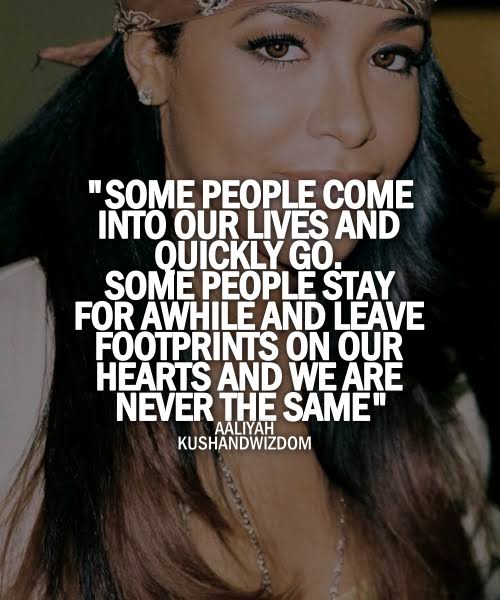 "SOME PEOPLE COME
INTO OUR LIVES AND
QUICKLY GO.
SOME PEOPLE STAY
FOR AWHILE AND LEAVE
FOOTPRINTS ON OUR
HEARTS AND WE ARE
NEVER THE SAME"
AALIYAH
KUSHANDWIZDOM